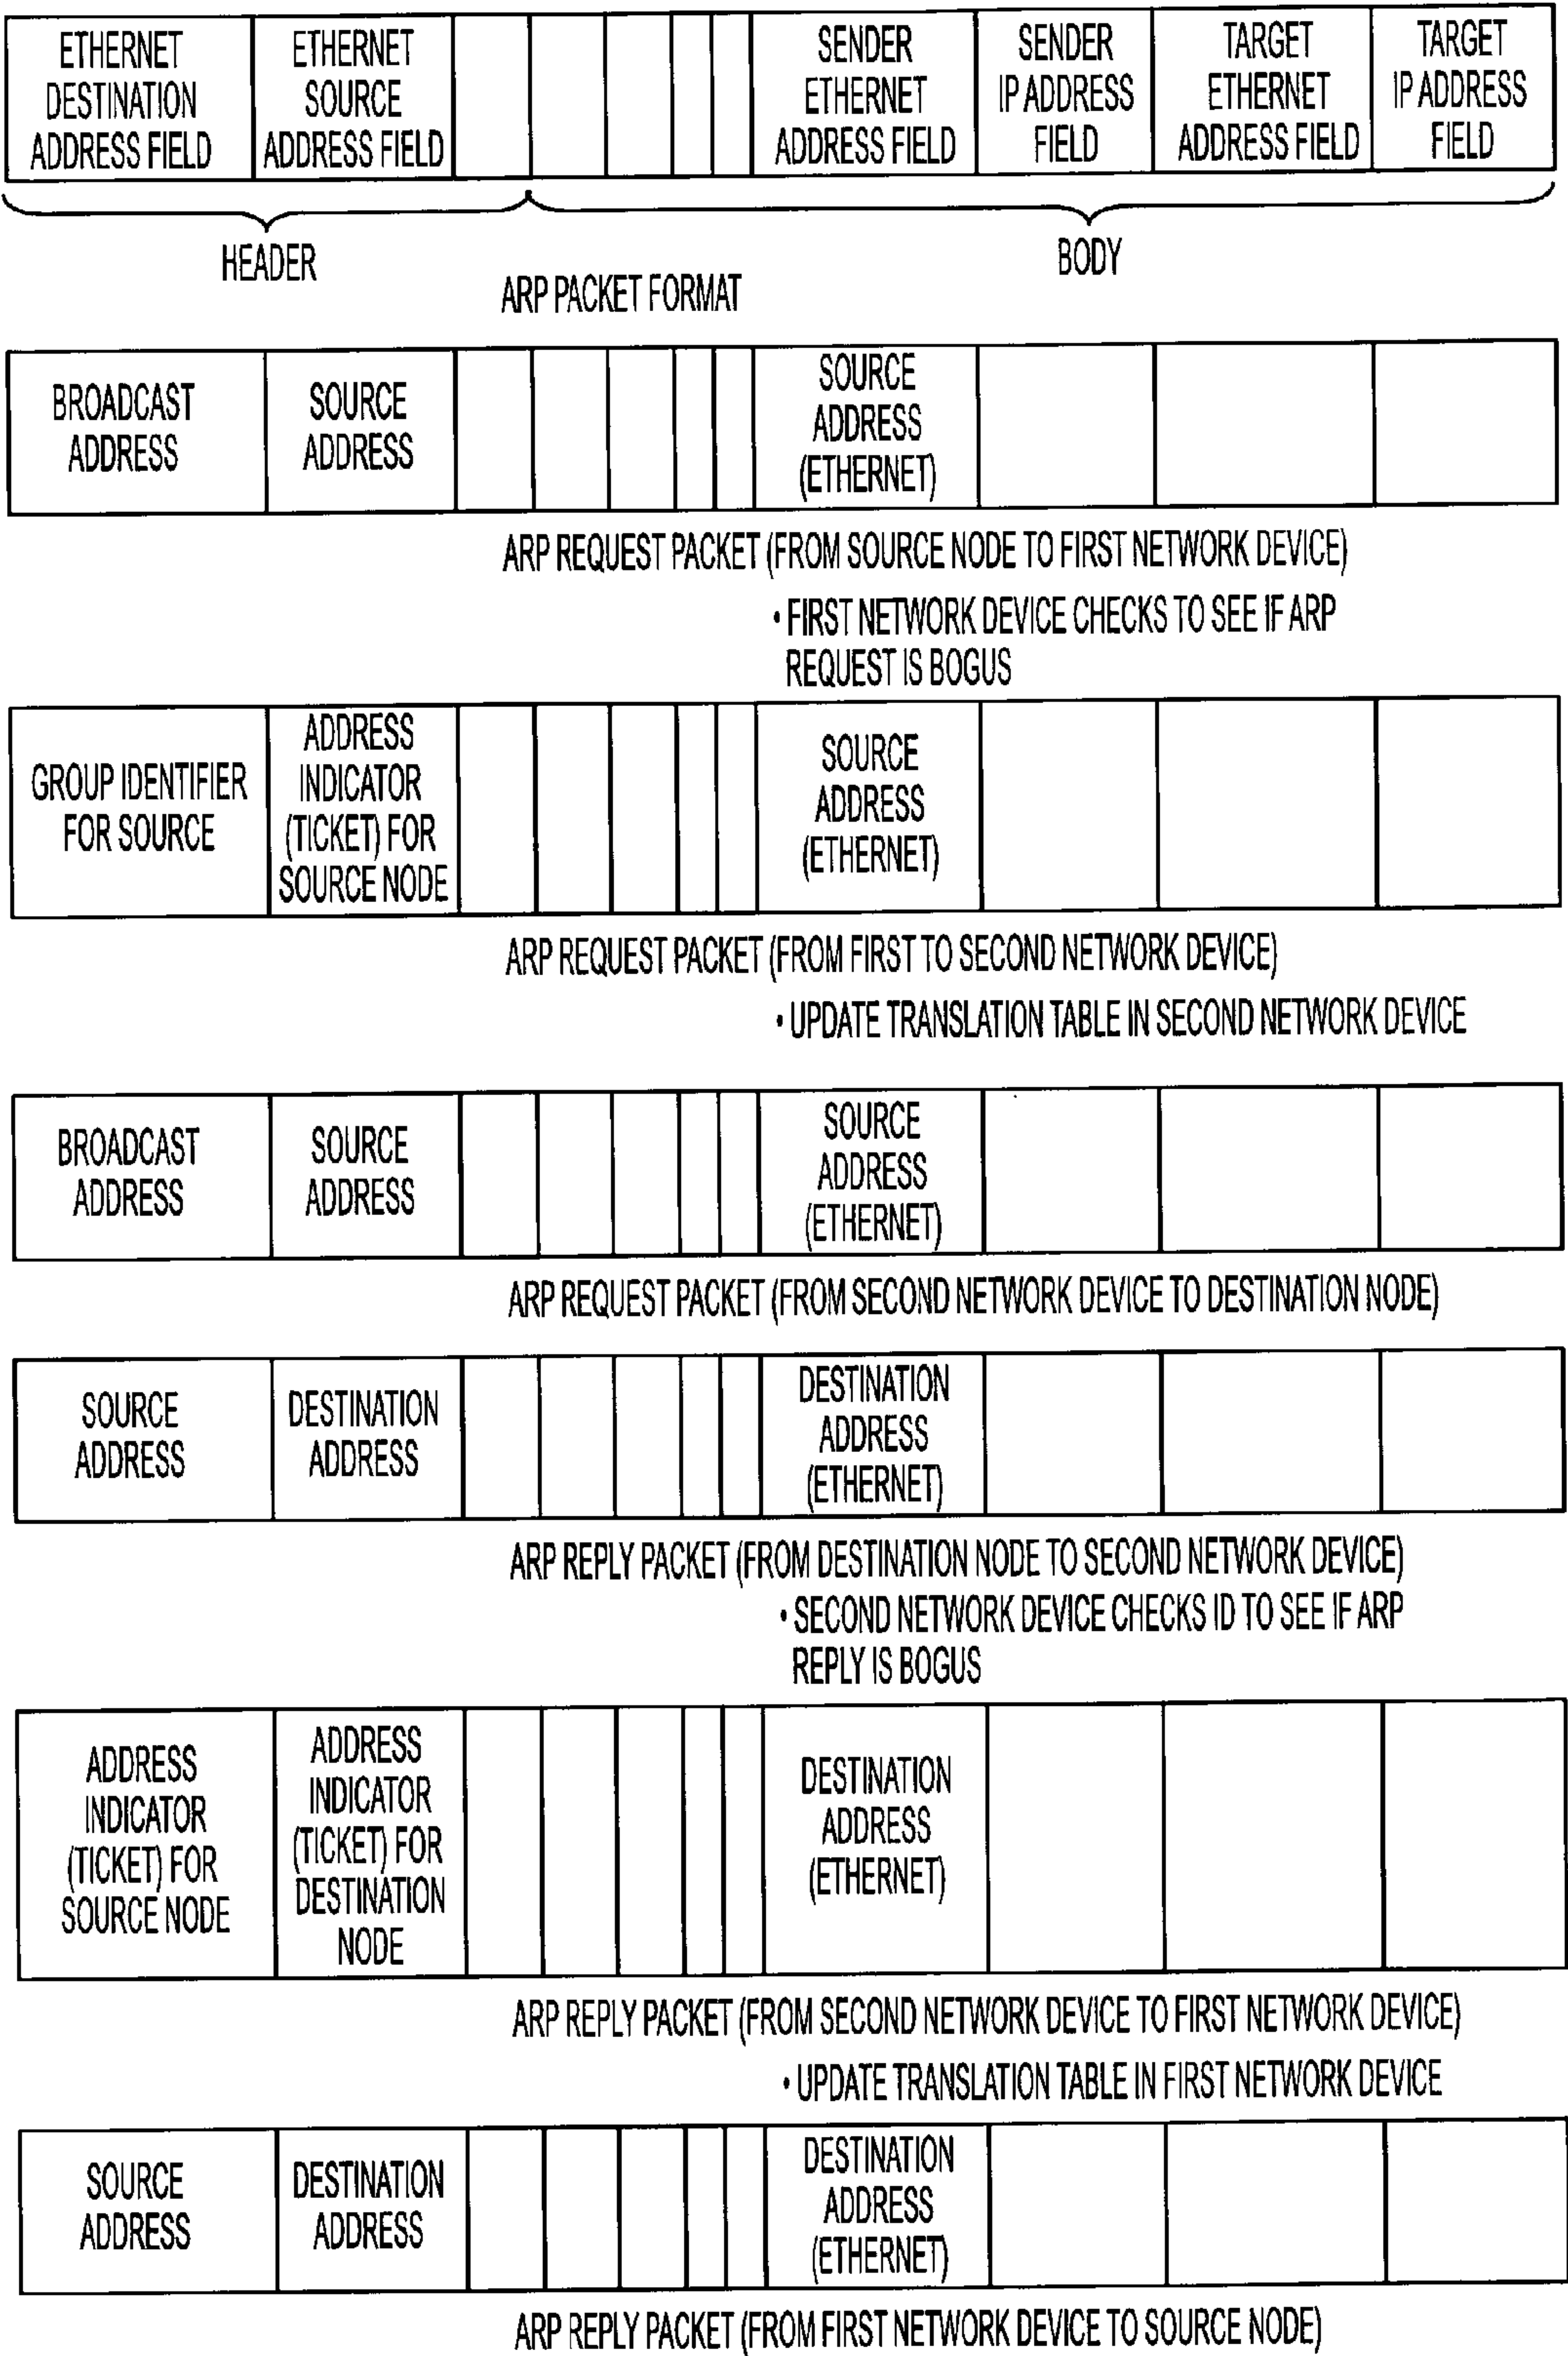 ETHERNET
DESTINATION
ADDRESS FIELD
ETHERNET
SOURCE
ADDRESS FIELD
SENDER
ETHERNET
ADDRESS FIELD
SENDER
IP ADDRESS
FIELD
TARGET
ETHERNET
ADDRESS FIELD
TARGET
IP ADDRESS
FIELD
HEADER
BODY
ARP PACKET FORMAT
BROADCAST
ADDRESS
SOURCE
ADDRESS
SOURCE
ADDRESS
(ETHERNET)
ARP REQUEST PACKET (FROM SOURCE NODE TO FIRST NETWORK DEVICE)
• FIRST NETWORK DEVICE CHECKS TO SEE IF ARP
REQUEST IS BOGUS
GROUP IDENTIFIER
FOR SOURCE
ADDRESS
INDICATOR
(TICKET) FOR
SOURCE NODE
SOURCE
ADDRESS
(ETHERNET)
ARP REQUEST PACKET (FROM FIRST TO SECOND NETWORK DEVICE)
• UPDATE TRANSLATION TABLE IN SECOND NETWORK DEVICE
BROADCAST
ADDRESS
SOURCE
ADDRESS
SOURCE
ADDRESS
(ETHERNET)
ARP REQUEST PACKET (FROM SECOND NETWORK DEVICE TO DESTINATION NODE)
SOURCE
ADDRESS
DESTINATION
ADDRESS
DESTINATION
ADDRESS
(ETHERNET)
ARP REPLY PACKET (FROM DESTINATION NODE TO SECOND NETWORK DEVICE)
• SECOND NETWORK DEVICE CHECKS ID TO SEE IF ARP
REPLY IS BOGUS
ADDRESS
INDICATOR
(TICKET) FOR
SOURCE NODE
ADDRESS
INDICATOR
(TICKET) FOR
DESTINATION
NODE
DESTINATION
ADDRESS
(ETHERNET)
ARP REPLY PACKET (FROM SECOND NETWORK DEVICE TO FIRST NETWORK DEVICE)
• UPDATE TRANSLATION TABLE IN FIRST NETWORK DEVICE
SOURCE
ADDRESS
DESTINATION
ADDRESS
DESTINATION
ADDRESS
(ETHERNET)
ARP REPLY PACKET (FROM FIRST NETWORK DEVICE TO SOURCE NODE)